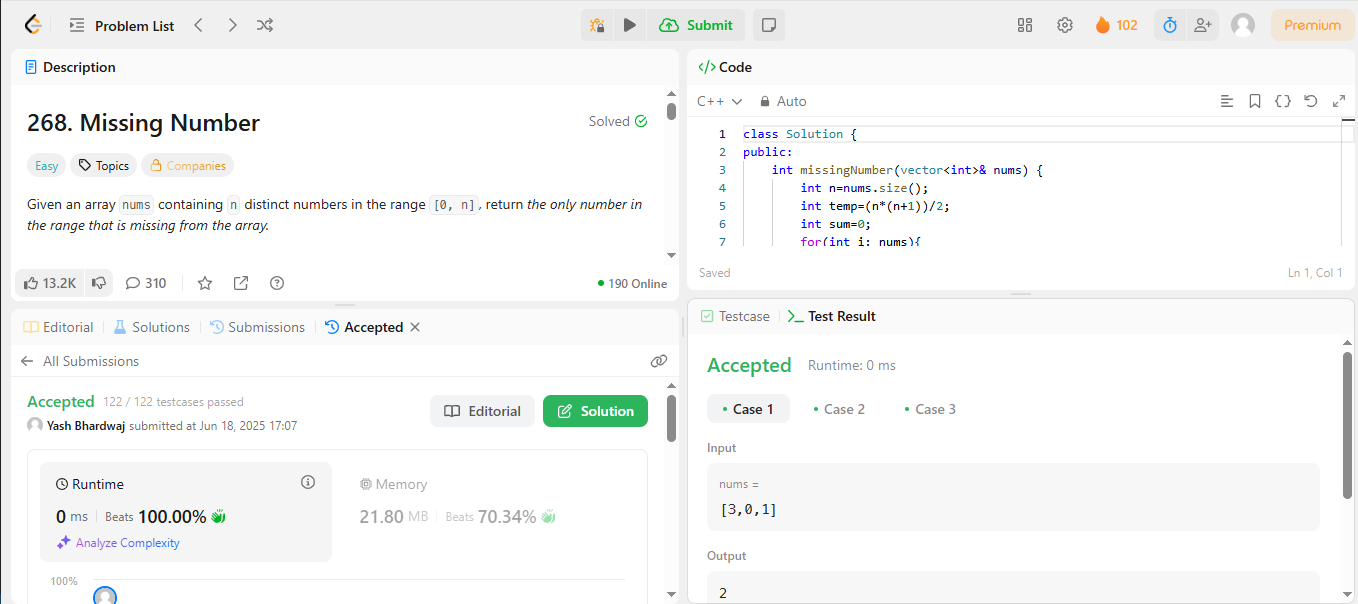 Problem List
Submit
102
Premium
Description
268. Missing Number
Solved
Easy
Topics
Companies
Given an array nums containing n distinct numbers in the range [0, n], return the only number in
the range that is missing from the array.
13.2K
310
190 Online
Editorial
Solutions
Submissions
Accepted
All Submissions
Accepted 122 / 122 testcases passed
Yash Bhardwaj submitted at Jun 18, 2025 17:07
Editorial
Solution
Runtime
0 ms Beats 100.00%
Analyze Complexity
Memory
21.80 MB Beats 70.34%
100%
</> Code
C++
Auto
1 class Solution {
2 public:
3 int missingNumber(vector<int>& nums) {
4 int n=nums.size();
5 int temp=(n*(n+1))/2;
6 int sum=0;
7 for(int i: nums){
Saved
Ln 1, Col 1
Testcase
Test Result
Accepted Runtime: 0 ms
Case 1
Case 2
Case 3
Input
nums =
[3,0,1]
Output
2